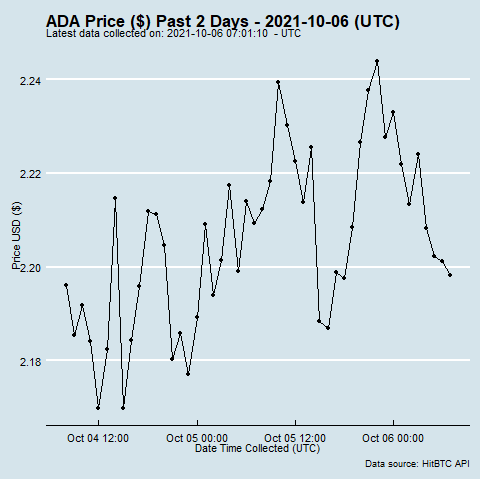 ADA Price ($) Past 2 Days - 2021-10-06 (UTC)
Latest data collected on: 2021-10-06 07:01:10 - UTC
2.24
2.22
2.20
2.18
Price USD ($)
Oct 04 12:00 Oct 05 00:00 Oct 05 12:00 Oct 06 00:00
Date Time Collected (UTC)
Data source: HitBTC API